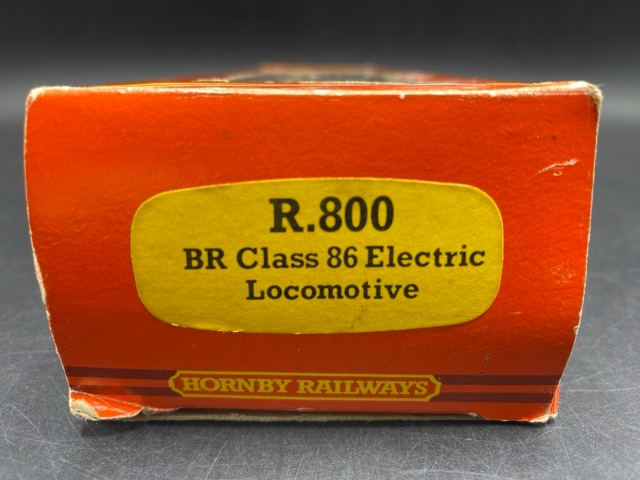 R.800
BR Class 86 Electric
Locomotive
HORNBY RAILWAYS